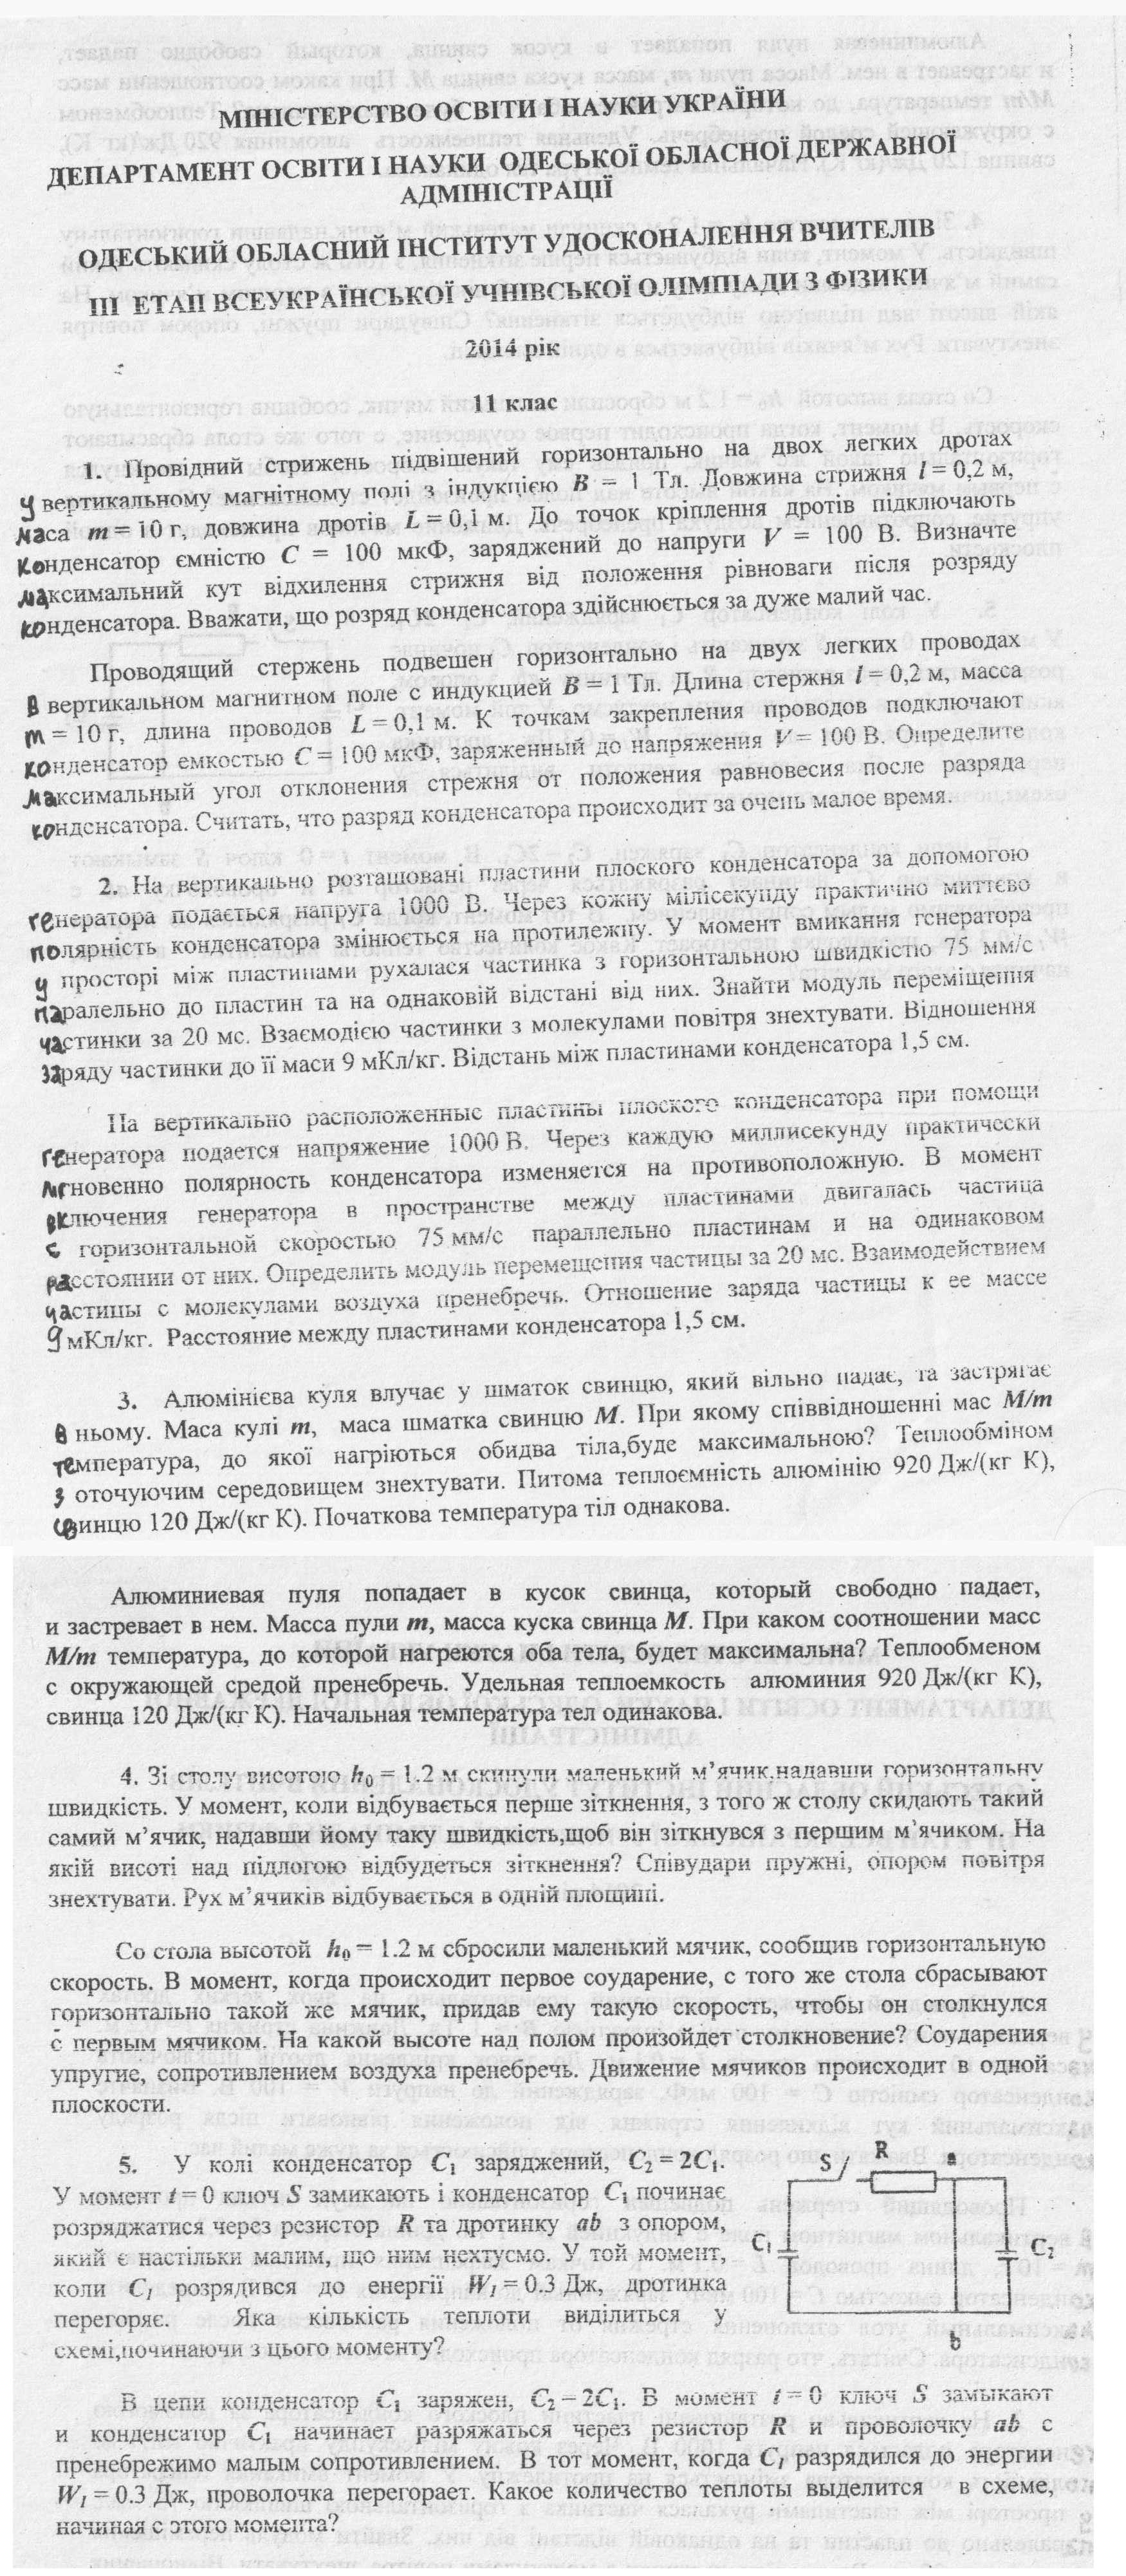 МІНІСТЕРСТВО ОСВІТИ І НАУКИ УКРАЇНИ
ДЕПАРТАМЕНТ ОСВІТИ І НАУКИ ОДЕСЬКОЇ ОБЛАСНОЇ ДЕРЖАВНОЇ
АДМІНІСТРАЦІЇ
ОДЕСЬКИЙ ОБЛАСНИЙ ІНСТИТУТ УДОСКОНАЛЕННЯ ВЧИТЕЛІВ
ІІІ ЕТАП ВСЕУКРАЇНСЬКОЇ УЧНІВСЬКОЇ ОЛІМПІАДИ З ФІЗИКИ
2014 рік
11 клас
1. Провідний стрижень підвішений горизонтально на двох легких дротах
у вертикальному магнітному полі з індукцією B = 1 Тл. Довжина стрижня l = 0,2 м,
маса m = 10 г, довжина дротів L = 0,1 м. До точок кріплення дротів підключають
конденсатор ємністю C = 100 мкФ, заряджений до напруги V = 100 В. Визначте
максимальний кут відхилення стрижня від положення рівноваги після розряду
конденсатора. Вважати, що розряд конденсатора здійснюється за дуже малий час.
Проводящий стержень подвешен горизонтально на двух легких проводах
в вертикальном магнитном поле с индукцией B = 1 Тл. Длина стержня l = 0,2 м, масса
m = 10 г, длина проводов L = 0,1 м. К точкам закрепления проводов подключают
конденсатор емкостью C = 100 мкФ, заряженный до напряжения V = 100 В. Определите
максимальный угол отклонения стрежня от положения равновесия после разряда
конденсатора. Считать, что разряд конденсатора происходит за очень малое время.
2. На вертикально розташовані пластини плоского конденсатора за допомогою
генератора подається напруга 1000 В. Через кожну мілісекунду практично миттєво
полярність конденсатора змінюється на протилежну. У момент вмикання генератора
у просторі між пластинами рухалася частинка з горизонтальною швидкістю 75 мм/с
паралельно до пластин та на однаковій відстані від них. Знайти модуль переміщення
частинки за 20 мс. Взаємодією частинки з молекулами повітря знехтувати. Відношення
заряду частинки до її маси 9 мКл/кг. Відстань між пластинами конденсатора 1,5 см.
На вертикально расположенные пластины плоского конденсатора при помощи
генератора подается напряжение 1000 В. Через каждую миллисекунду практически
мгновенно полярность конденсатора изменяется на противоположную. В момент
включения генератора в пространстве между пластинами двигалась частица
с горизонтальной скоростью 75 мм/с параллельно пластинам и на одинаковом
расстоянии от них. Определить модуль перемещения частицы за 20 мс. Взаимодействием
частицы с молекулами воздуха пренебречь. Отношение заряда частицы к ее массе
9 мКл/кг. Расстояние между пластинами конденсатора 1,5 см.
3. Алюмінієва куля влучає у шматок свинцю, який вільно падає, та застрягає
в ньому. Маса кулі m, маса шматка свинцю M. При якому співвідношенні мас M/m
температура, до якої нагріються обидва тіла,буде максимальною? Теплообміном
з оточуючим середовищем знехтувати. Питома теплоємність алюмінію 920 Дж/(кг К),
свинцю 120 Дж/(кг К). Початкова температура тіл однакова.
Алюминиевая пуля попадает в кусок свинца, который свободно падает,
и застревает в нем. Масса пули m, масса куска свинца M. При каком соотношении масс
M/m температура, до которой нагреются оба тела, будет максимальна? Теплообменом
с окружающей средой пренебречь. Удельная теплоемкость алюминия 920 Дж/(кг К),
свинца 120 Дж/(кг К). Начальная температура тел одинакова.
4. Зі столу висотою h0 = 1.2 м скинули маленький м'ячик,надавши горизонтальну
швидкість. У момент, коли відбувається перше зіткнення, з того ж столу скидають такий
самий м'ячик, надавши йому таку швидкість,щоб він зіткнувся з першим м'ячиком. На
якій висоті над підлогою відбудеться зіткнення? Співудари пружні, опором повітря
знехтувати. Рух м'ячиків відбувається в одній площині.
Со стола высотой h0 = 1.2 м сбросили маленький мячик, сообщив горизонтальную
скорость. В момент, когда происходит первое соударение, с того же стола сбрасывают
горизонтально такой же мячик, придав ему такую скорость, чтобы он столкнулся
с первым мячиком. На какой высоте над полом произойдет столкновение? Соударения
упругие, сопротивлением воздуха пренебречь. Движение мячиков происходит в одной
плоскости.
5. У колі конденсатор C1 заряджений, C2 = 2C1.
У момент t = 0 ключ S замикають і конденсатор C1 починає
розряджатися через резистор R та дротинку ab з опором,
який є настільки малим, що ним нехтуємо. У той момент,
коли C1 розрядився до енергії W1 = 0.3 Дж, дротинка
перегоряє. Яка кількість теплоти виділиться у
схемі,починаючи з цього моменту?
S R a
C1 C2
b
В цепи конденсатор C1 заряжен, C2 = 2C1. В момент t = 0 ключ S замыкают
и конденсатор C1 начинает разряжаться через резистор R и проволочку ab с
пренебрежимо малым сопротивлением. В тот момент, когда C1 разрядился до энергии
W1 = 0.3 Дж, проволочка перегорает. Какое количество теплоты выделится в схеме,
начиная с этого момента?